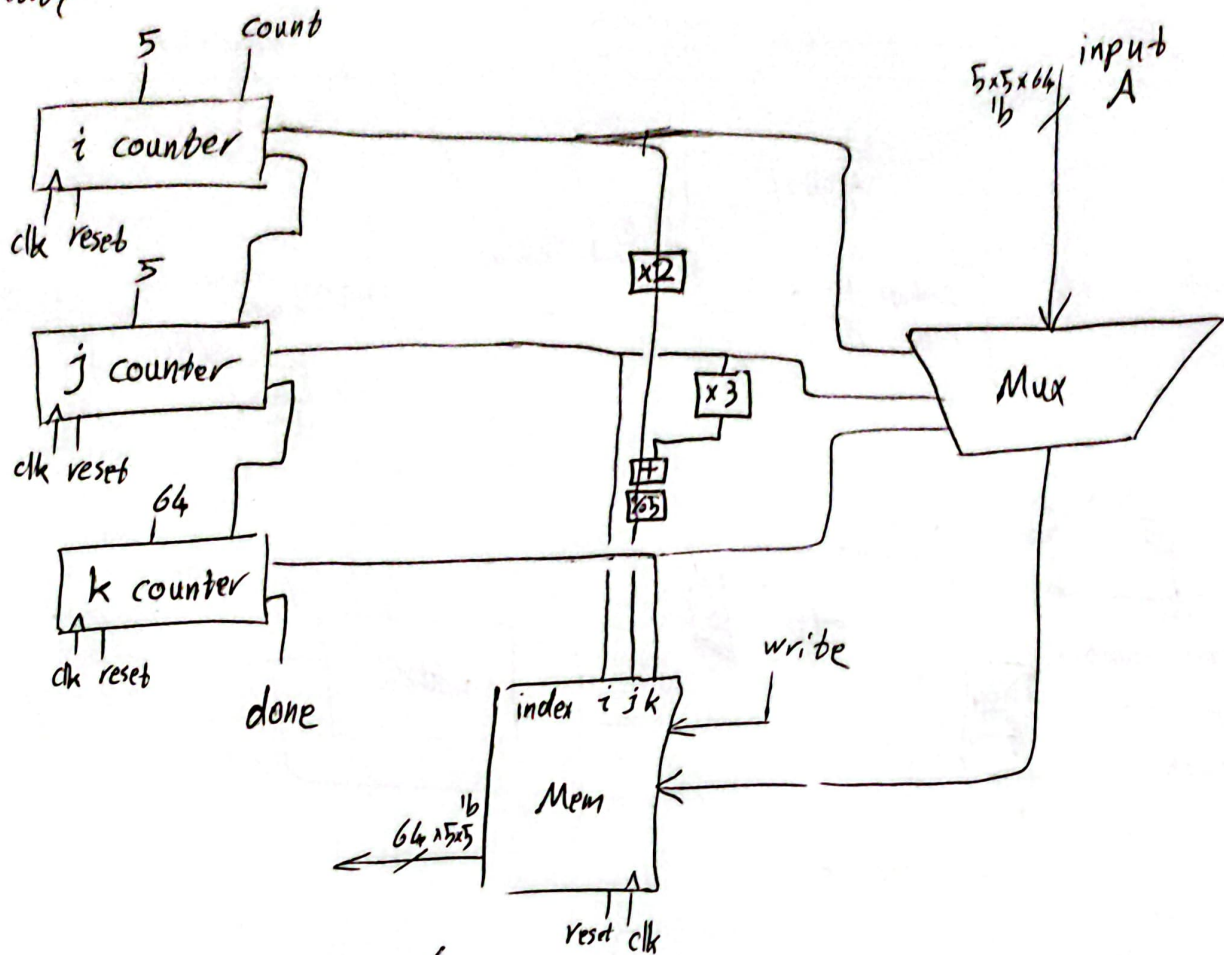 5 count
i counter
clk reset
5x5x64
1b
input
A
x2
5
j counter
clk reset
x3
Mux
+
%5
64
k counter
clk reset
done
write
index i j k
Mem
1b
64x5x5
reset clk